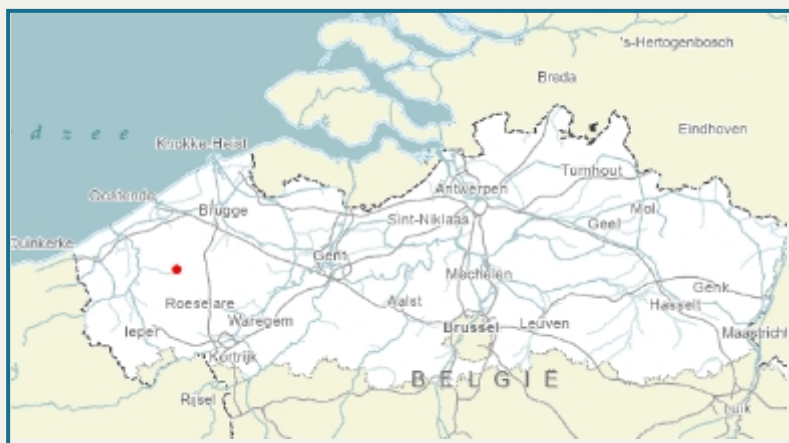 's-Hertogenbosch
Breda
Eindhoven
d z e e
Knokke-Heist
Turnhout
Oostende
Antwerpen
Brugge
Sint-Niklaas
Geel
Mol
Duinkerke
Gent
Mechelen
Genk
Roeselare
Aalst
Hasselt
Ieper
Waregem
Brussel
Leuven
Maastricht
Kortrijk
BELGIË
Rijsel
Luik